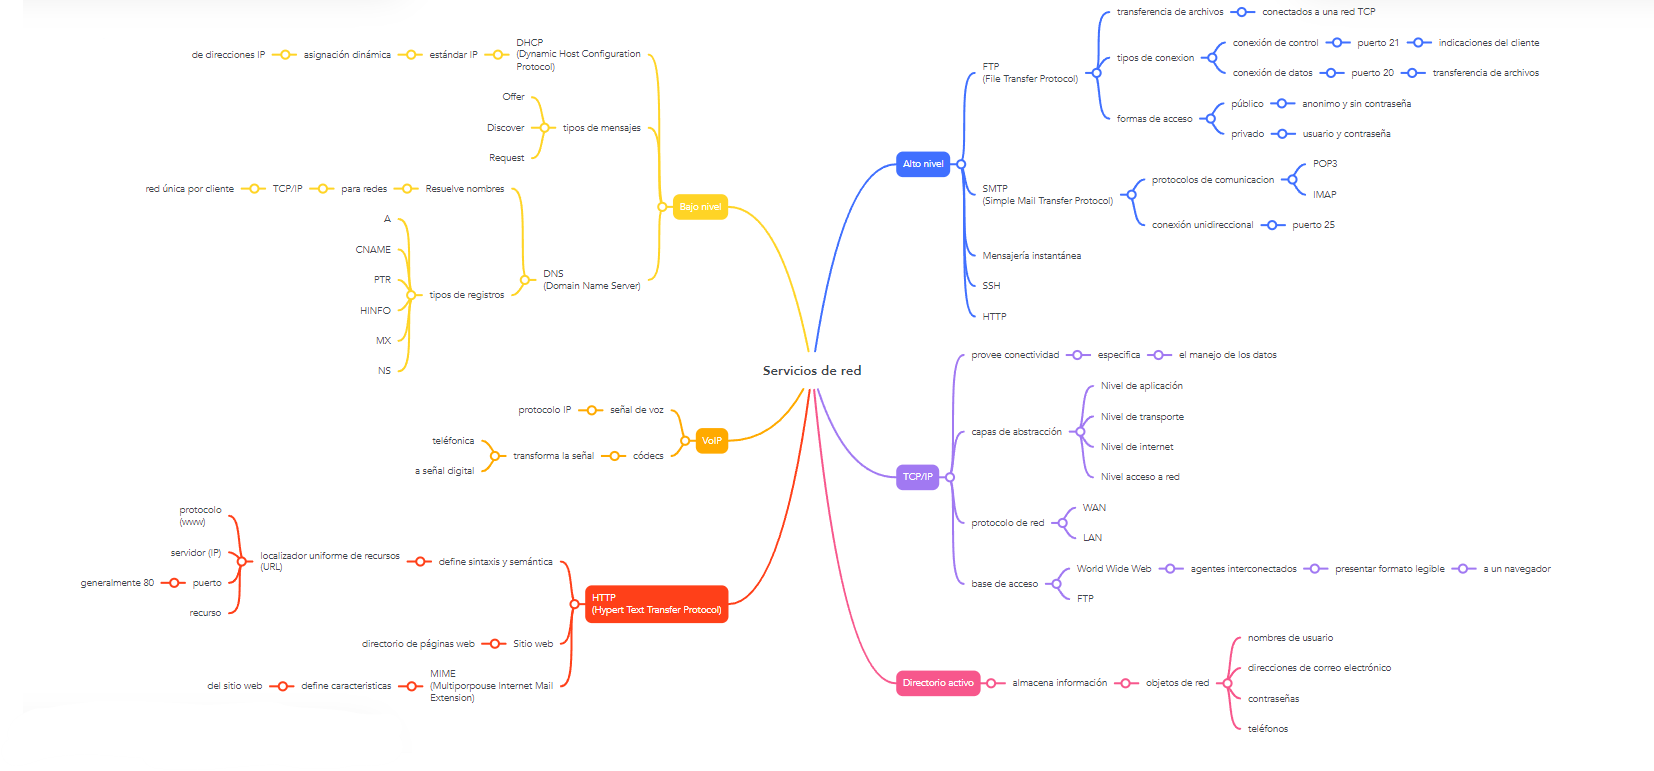 Servicios de red
Alto nivel
FTP
(File Transfer Protocol)
transferencia de archivos
conectados a una red TCP
tipos de conexion
conexión de control
puerto 21
indicaciones del cliente
conexión de datos
puerto 20
transferencia de archivos
formas de acceso
público
anonimo y sin contraseña
privado
usuario y contraseña
SMTP
(Simple Mail Transfer Protocol)
protocolos de comunicacion
POP3
IMAP
conexión unidireccional
puerto 25
Mensajería instantánea
SSH
HTTP
TCP/IP
provee conectividad
especifica
el manejo de los datos
capas de abstracción
Nivel de aplicación
Nivel de transporte
Nivel de internet
Nivel acceso a red
protocolo de red
WAN
LAN
base de acceso
World Wide Web
agentes interconectados
presentar formato legible
a un navegador
FTP
Directorio activo
almacena información
objetos de red
nombres de usuario
direcciones de correo electrónico
contraseñas
teléfonos
Bajo nivel
DHCP
(Dynamic Host Configuration
Protocol)
estándar IP
asignación dinámica
de direcciones IP
tipos de mensajes
Offer
Discover
Request
DNS
(Domain Name Server)
Resuelve nombres
para redes
TCP/IP
red única por cliente
tipos de registros
A
CNAME
PTR
HINFO
MX
NS
VoIP
señal de voz
protocolo IP
códecs
transforma la señal
teléfonica
a señal digital
HTTP
(Hypert Text Transfer Protocol)
define sintaxis y semántica
localizador uniforme de recursos
(URL)
protocolo
(www)
servidor (IP)
puerto
generalmente 80
recurso
Sitio web
directorio de páginas web
MIME
(Multiporpouse Internet Mail
Extension)
define características
del sitio web